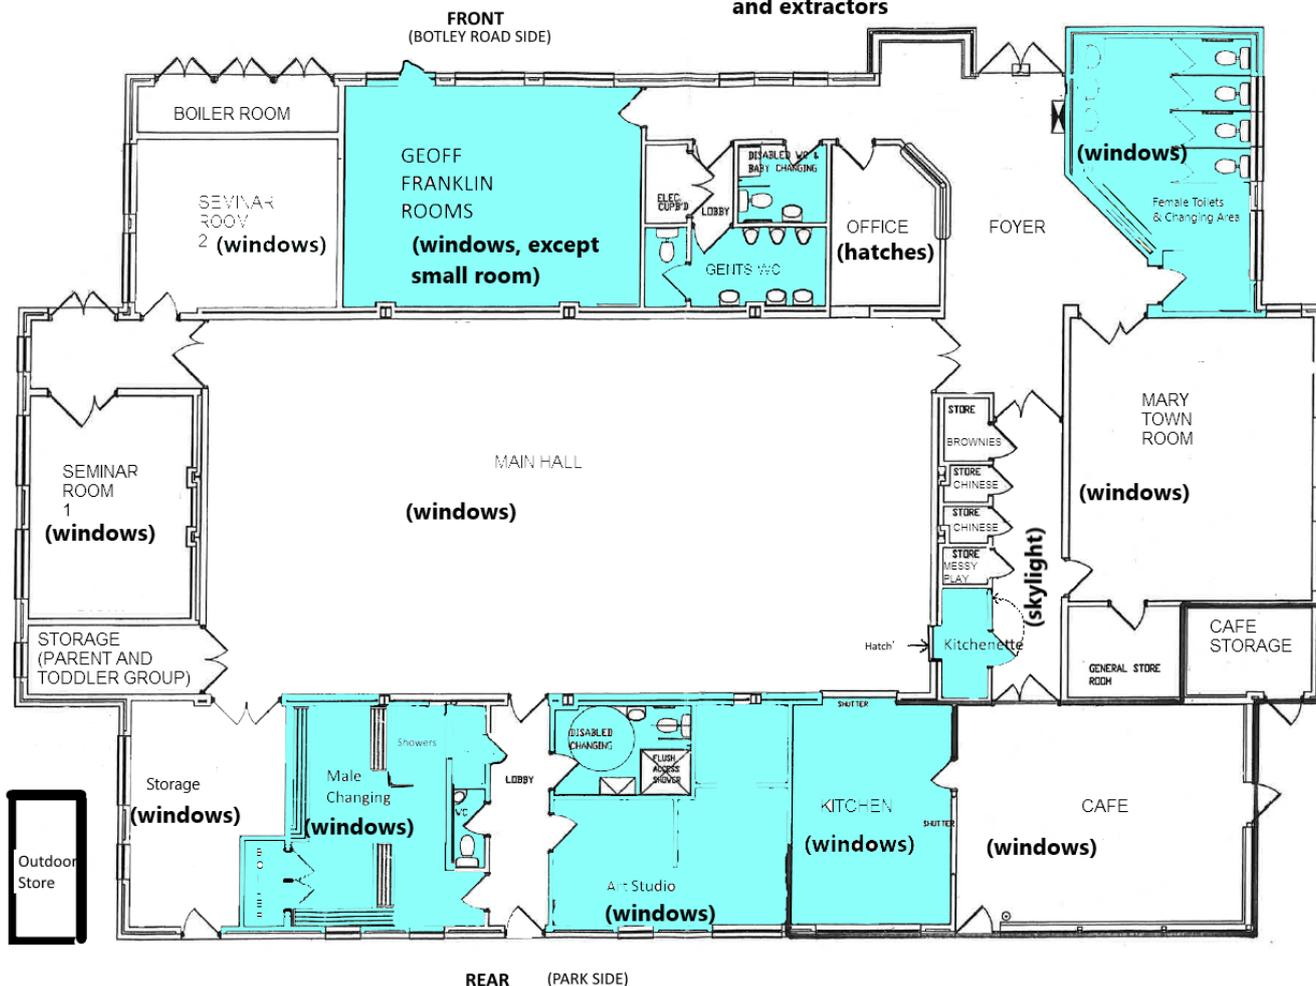 and extractors
FRONT
(BOTLEY ROAD SIDE)
BOILER ROOM
GEOFF
FRANKLIN
ROOMS
(windows, except
small room)
SEMINAR
ROOM
2 (windows)
ELEC.
CUPB'D
LOBBY
DISABLED WC &
BABY CHANGING
GENTS WC
OFFICE
(hatches)
FOYER
(windows)
Female Toilets
& Changing Area
MAIN HALL
(windows)
SEMINAR
ROOM
1
(windows)
STORAGE
(PARENT AND
TODDLER GROUP)
STORE
BROWNIES
STORE
CHINESE
STORE
CHINESE
STORE
MESSY
PLAY
Hatch'
Kitchenette
(skylight)
MARY
TOWN
ROOM
(windows)
GENERAL STORE
ROOM
CAFE
STORAGE
Outdoor
Store
Storage
(windows)
Male
Changing
(windows)
Showers
WC
LOBBY
DISABLED
CHANGING
FLUSH
ACCESS
SHOWER
Art Studio
(windows)
SHUTTER
KITCHEN
(windows)
SHUTTER
CAFE
(windows)
REAR (PARK SIDE)